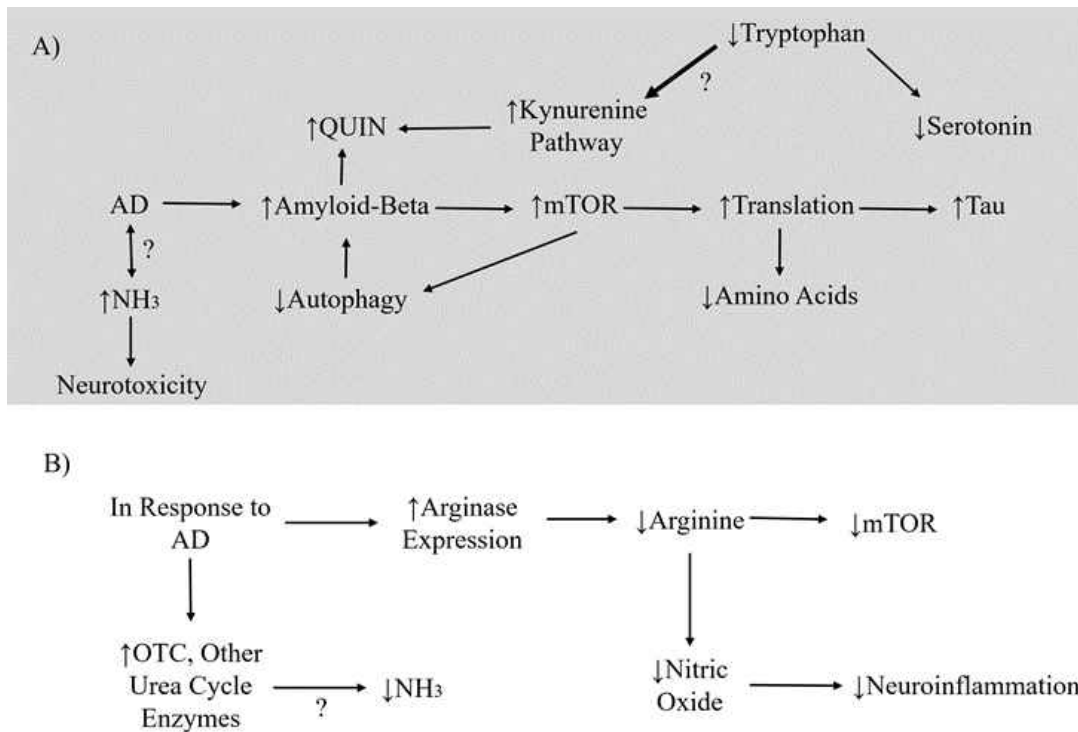 A)
↓Tryptophan
?
↑QUIN
↑Kynurenine
Pathway
↓Serotonin
AD
↑Amyloid-Beta
↑mTOR
↑Translation
↑Tau
?
↑NH₃
↓Autophagy
↓Amino Acids
Neurotoxicity
B)
In Response to
AD
↑Arginase
Expression
↓Arginine
↓mTOR
↑OTC, Other
Urea Cycle
Enzymes
?
↓NH₃
↓Nitric
Oxide
↓Neuroinflammation